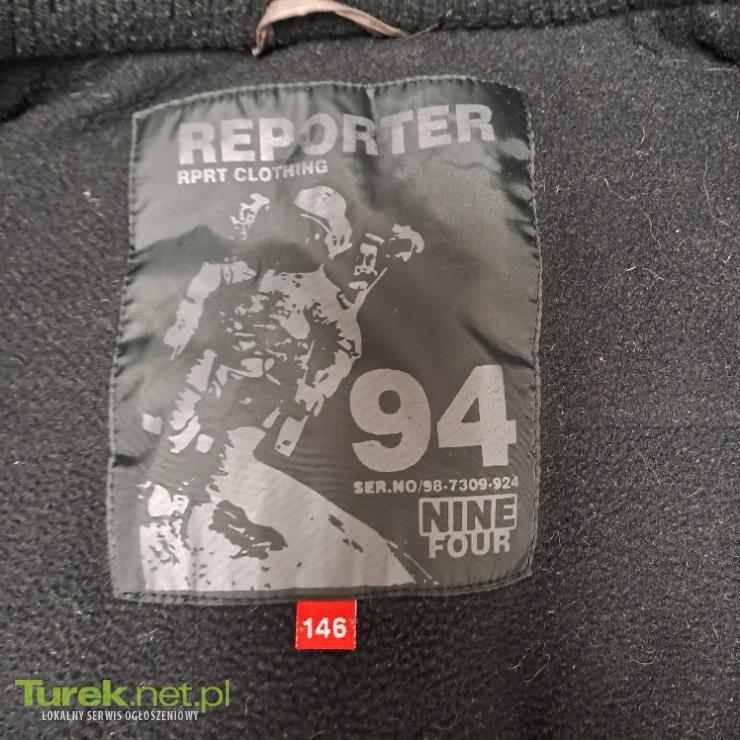 REPORTER
RPRT CLOTHING
94
SER.NO/98-7309-924
NINE
FOUR
146
Turek.net.pl
LOKALNY SERWIS OGŁOSZENIOWY